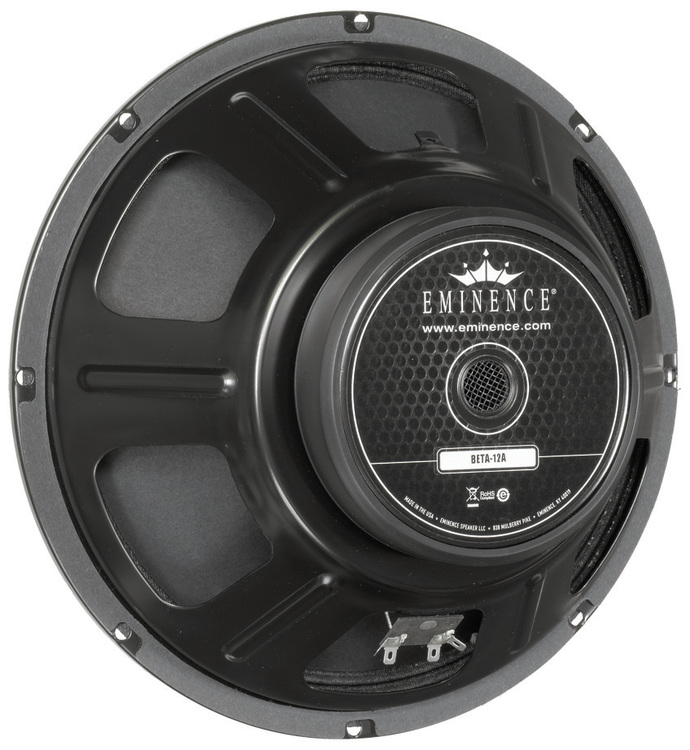 EMINENCE®
www.eminence.com
BETA-12A
RoHS
Compliant
e
MADE IN THE USA • EMINENCE SPEAKER LLC • 838 MULBERRY PIKE • EMINENCE, KY 40019